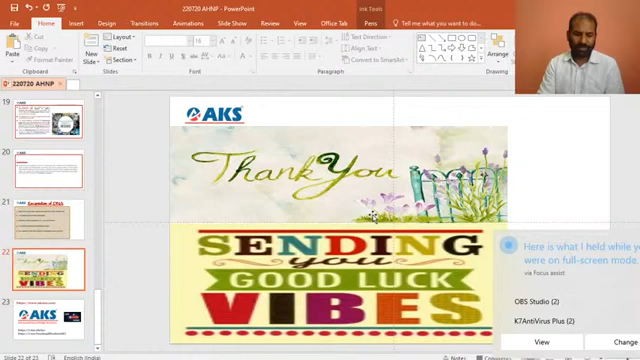 220720 AHNP - PowerPoint
Ink Tools
File
Home
Insert
Design
Transitions
Animations
Slide Show
Review
View
Pens
Tell me what you want to do...
Cut
Copy
Format Painter
Paste
Clipboard
New Slide
Layout
Reset
Section
Slides
16
Font
Paragraph
Text Direction
Align Text
Convert to SmartArt
Arrange
Drawing
220720 AHNP
19
20
21
22
23
AKS
Thank You
SENDING
you
GOOD LUCK
VIBES
Here is what I held while you
were on full-screen mode.
via Focus assist
OBS Studio (2)
K7AntiVirus Plus (2)
View
Change
Slide 22 of 23
English (India)
Notes